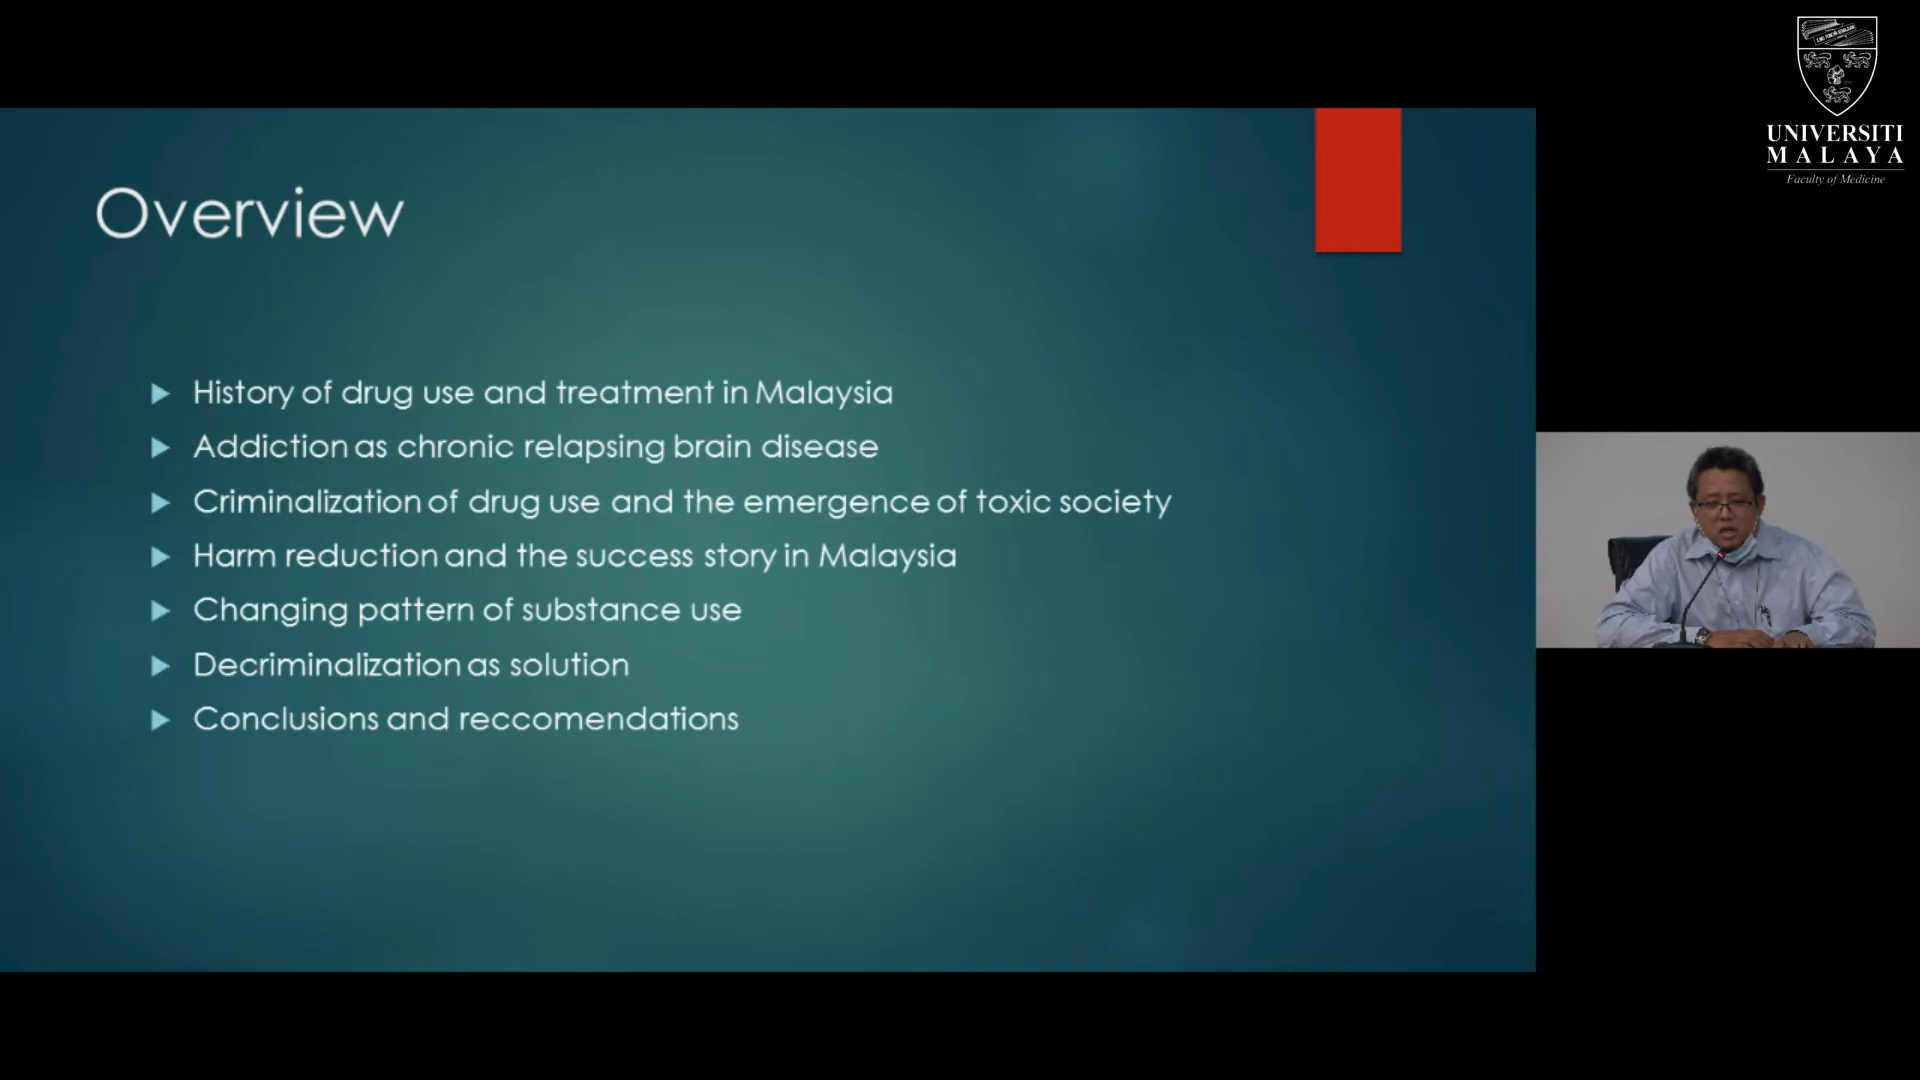 Overview
History of drug use and treatment in Malaysia
Addiction as chronic relapsing brain disease
Criminalization of drug use and the emergence of toxic society
Harm reduction and the success story in Malaysia
Changing pattern of substance use
Decriminalization as solution
Conclusions and reccomendations
UNIVERSITI
MALAYA
Faculty of Medicine